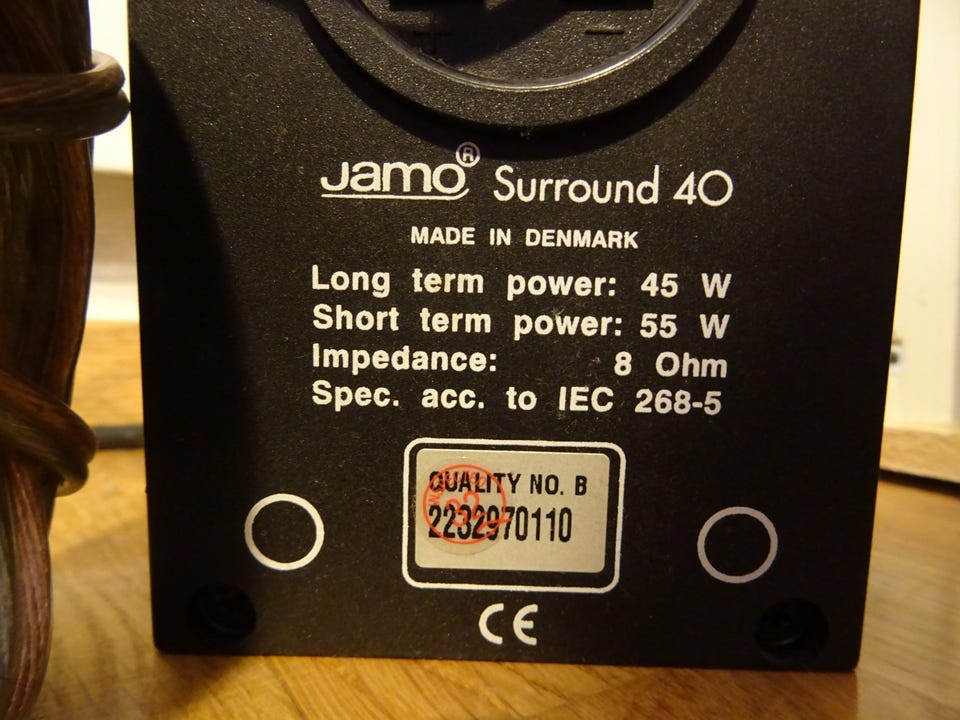 + −
Jamo® Surround 40
MADE IN DENMARK
Long term power: 45 W
Short term power: 55 W
Impedance: 8 Ohm
Spec. acc. to IEC 268-5
QUALITY NO. B
2232970110
32
CE